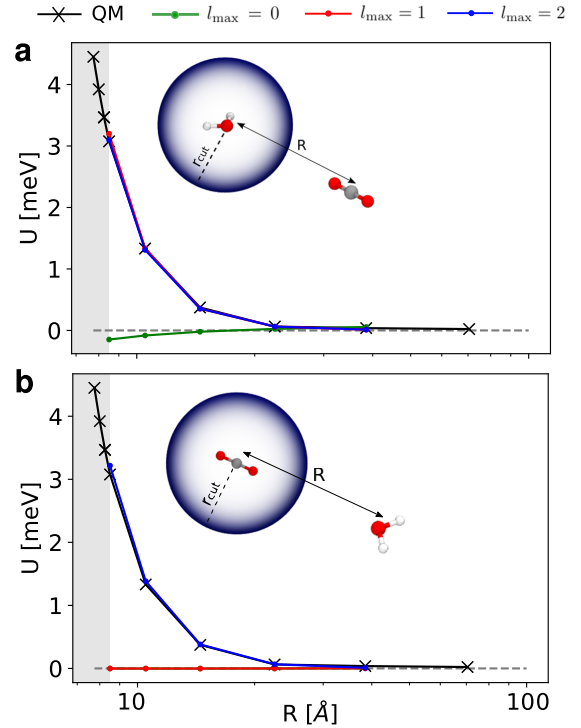 QM l_max = 0 l_max = 1 l_max = 2
a
4
3
2
1
0
U [meV]
r_cut
R
b
4
3
2
1
0
U [meV]
r_cut
R
10 100
R [Å]